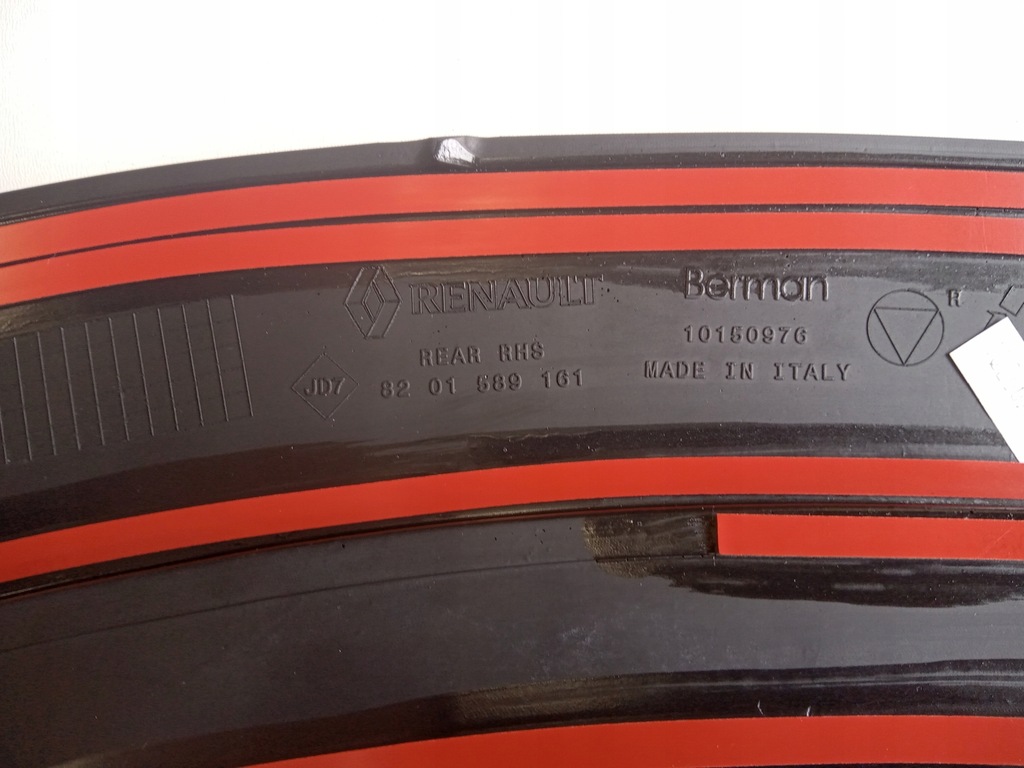 RENAULT
REAR RHS
JD7
82 01 589 161
Berman
10150976
MADE IN ITALY
R